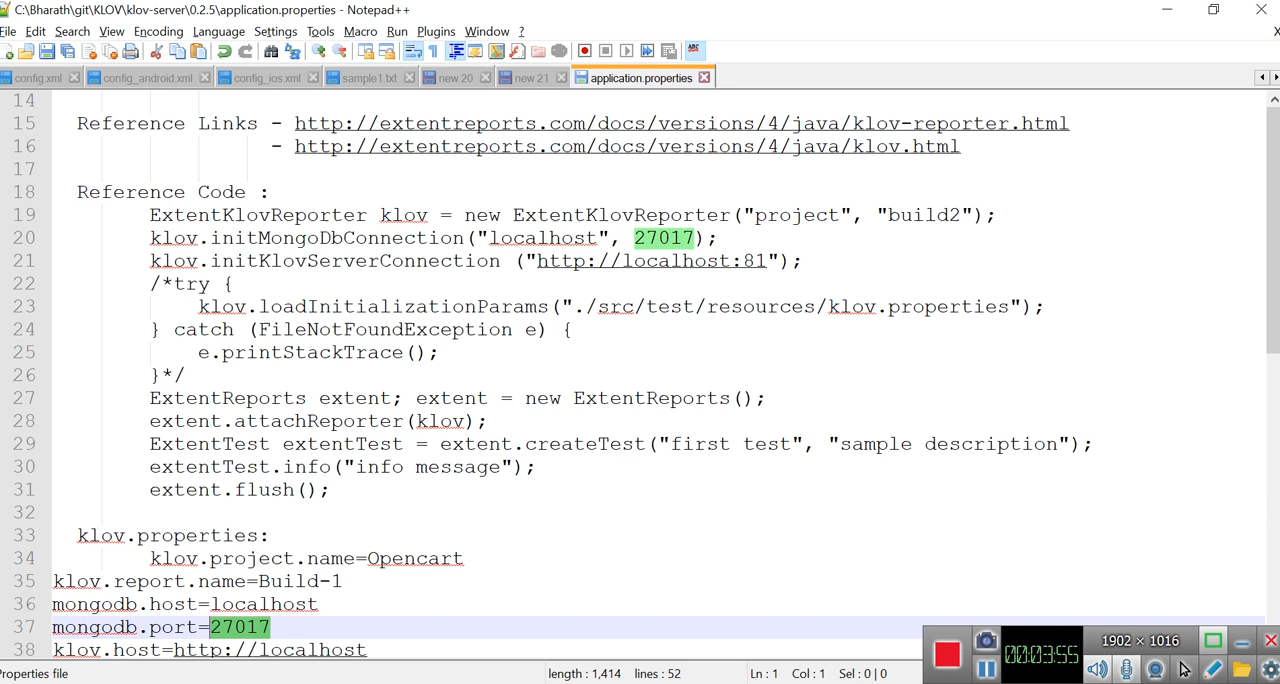 C:\Bharath\git\KLOV\klov-server\0.2.5\application.properties - Notepad++
File Edit Search View Encoding Language Settings Tools Macro Run Plugins Window ? X
config.xml config_android.xml config_ios.xml sample1.txt new 20 new 21 application.properties
14
15 Reference Links - http://extentreports.com/docs/versions/4/java/klov-reporter.html
16 - http://extentreports.com/docs/versions/4/java/klov.html
17
18 Reference Code :
19 ExtentKlovReporter klov = new ExtentKlovReporter("project", "build2");
20 klov.initMongoDbConnection("localhost", 27017);
21 klov.initKlovServerConnection ("http://localhost:81");
22 /*try {
23 klov.loadInitializationParams("./src/test/resources/klov.properties");
24 } catch (FileNotFoundException e) {
25 e.printStackTrace();
26 }*/
27 ExtentReports extent; extent = new ExtentReports();
28 extent.attachReporter(klov);
29 ExtentTest extentTest = extent.createTest("first test", "sample description");
30 extentTest.info("info message");
31 extent.flush();
32
33 klov.properties:
34 klov.project.name=Opencart
35 klov.report.name=Build-1
36 mongodb.host=localhost
37 mongodb.port=27017
38 klov.host=http://localhost
1902 × 1016
00:03:55
Properties file length : 1,414 lines : 52 Ln : 1 Col : 1 Sel : 0 | 0